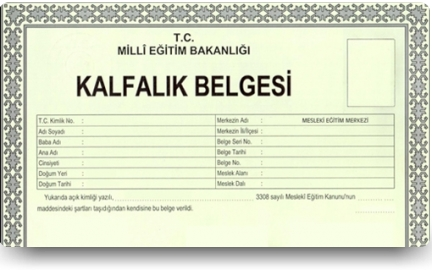 T.C.
MİLLÎ EĞİTİM BAKANLIĞI
KALFALIK BELGESİ
T.C. Kimlik No. :
Adı Soyadı :
Baba Adı :
Ana Adı :
Cinsiyeti :
Doğum Yeri :
Doğum Tarihi :
Merkezin Adı : MESLEKİ EĞİTİM MERKEZİ
Merkezin İli/İlçesi :
Belge Seri No. :
Belge Tarihi :
Belge No. :
Meslek Alanı :
Meslek Dalı :
Yukarıda açık kimliği yazılı, 3308 sayılı Meslekî Eğitim Kanunu'nun
maddesindeki şartları taşıdığından kendisine bu belge verildi.